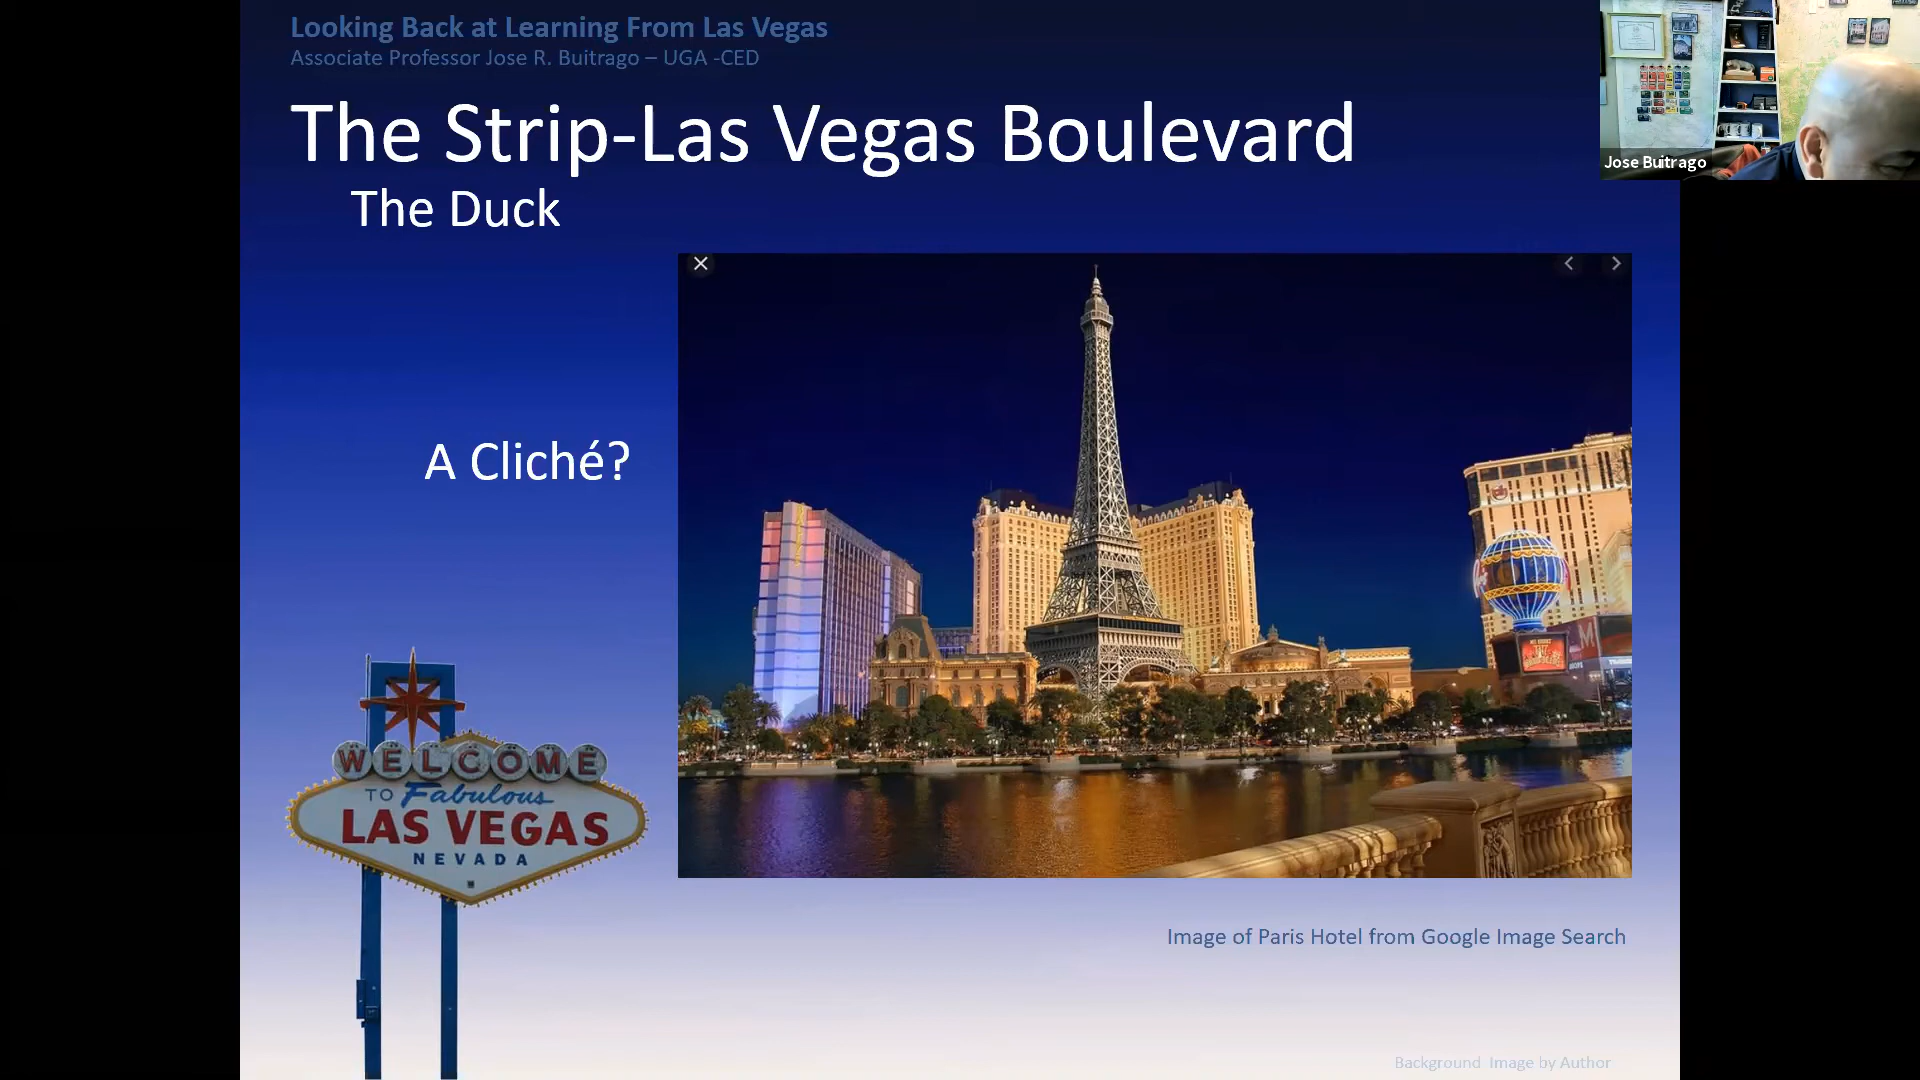 Looking Back at Learning From Las Vegas
Associate Professor Jose R. Buitrago – UGA -CED
The Strip-Las Vegas Boulevard
The Duck
Jose Buitrago
A Cliché?
WELCOME
TO Fabulous
LAS VEGAS
NEVADA
Image of Paris Hotel from Google Image Search
Background Image by Author